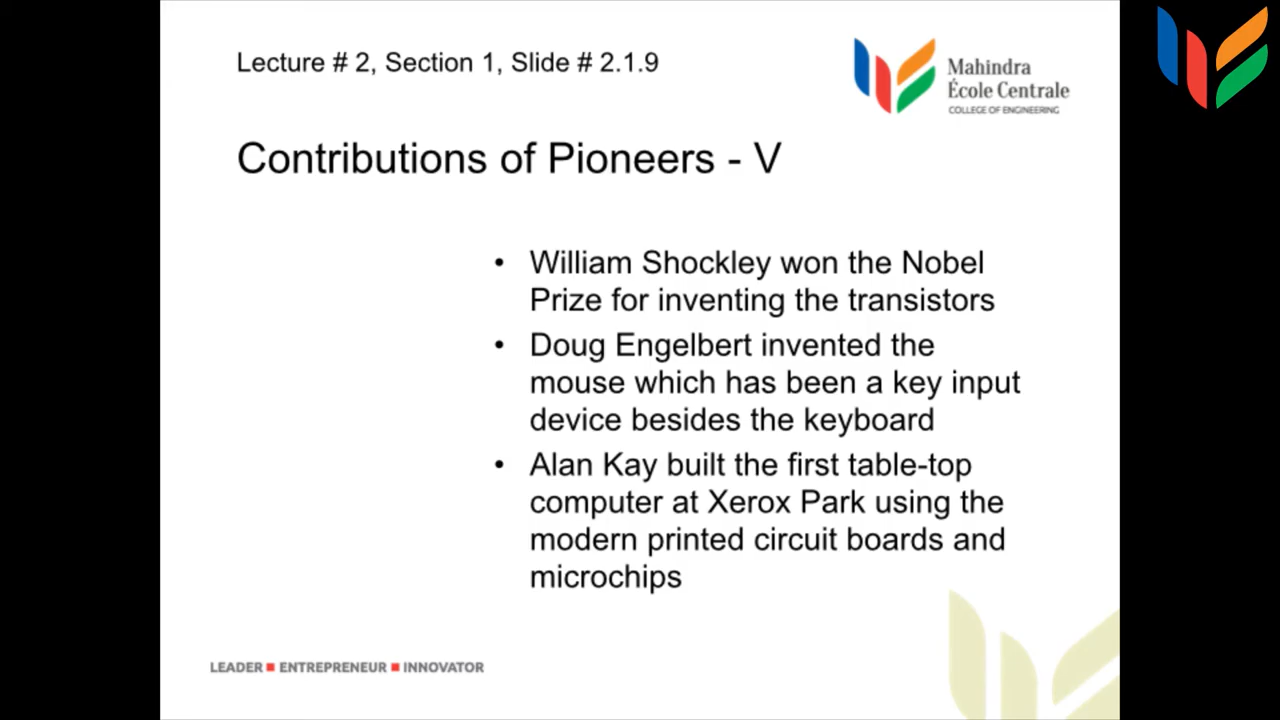 Lecture # 2, Section 1, Slide # 2.1.9
Mahindra
École Centrale
COLLEGE OF ENGINEERING
Contributions of Pioneers - V
• William Shockley won the Nobel
Prize for inventing the transistors
• Doug Engelbert invented the
mouse which has been a key input
device besides the keyboard
• Alan Kay built the first table-top
computer at Xerox Park using the
modern printed circuit boards and
microchips
LEADER ■ ENTREPRENEUR ■ INNOVATOR